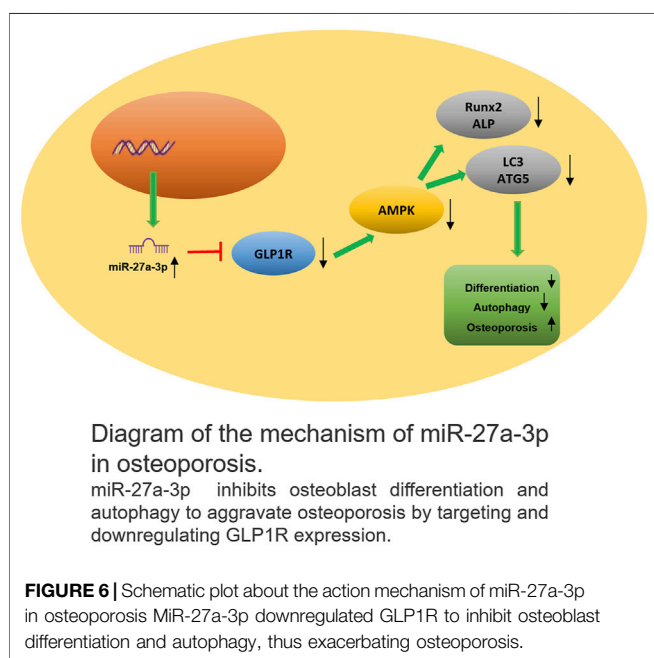 Runx2
ALP
LC3
ATG5
AMPK
GLP1R
miR-27a-3p
Differentiation
Autophagy
Osteoporosis
Diagram of the mechanism of miR-27a-3p
in osteoporosis.
miR-27a-3p inhibits osteoblast differentiation and
autophagy to aggravate osteoporosis by targeting and
downregulating GLP1R expression.
FIGURE 6 | Schematic plot about the action mechanism of miR-27a-3p
in osteoporosis MiR-27a-3p downregulated GLP1R to inhibit osteoblast
differentiation and autophagy, thus exacerbating osteoporosis.